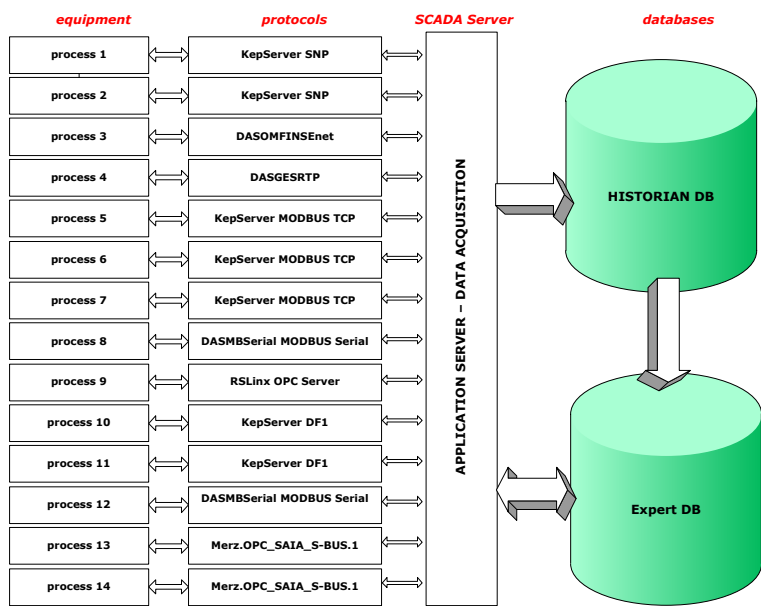 equipment protocols SCADA Server databases
process 1 KepServer SNP
process 2 KepServer SNP
process 3 DASOMFINSEnet
process 4 DASGESRTP
process 5 KepServer MODBUS TCP
process 6 KepServer MODBUS TCP
process 7 KepServer MODBUS TCP
process 8 DASMBSerial MODBUS Serial
process 9 RSLinx OPC Server
process 10 KepServer DF1
process 11 KepServer DF1
process 12 DASMBSerial MODBUS Serial
process 13 Merz.OPC_SAIA_S-BUS.1
process 14 Merz.OPC_SAIA_S-BUS.1
APPLICATION SERVER – DATA ACQUISITION
HISTORIAN DB
Expert DB